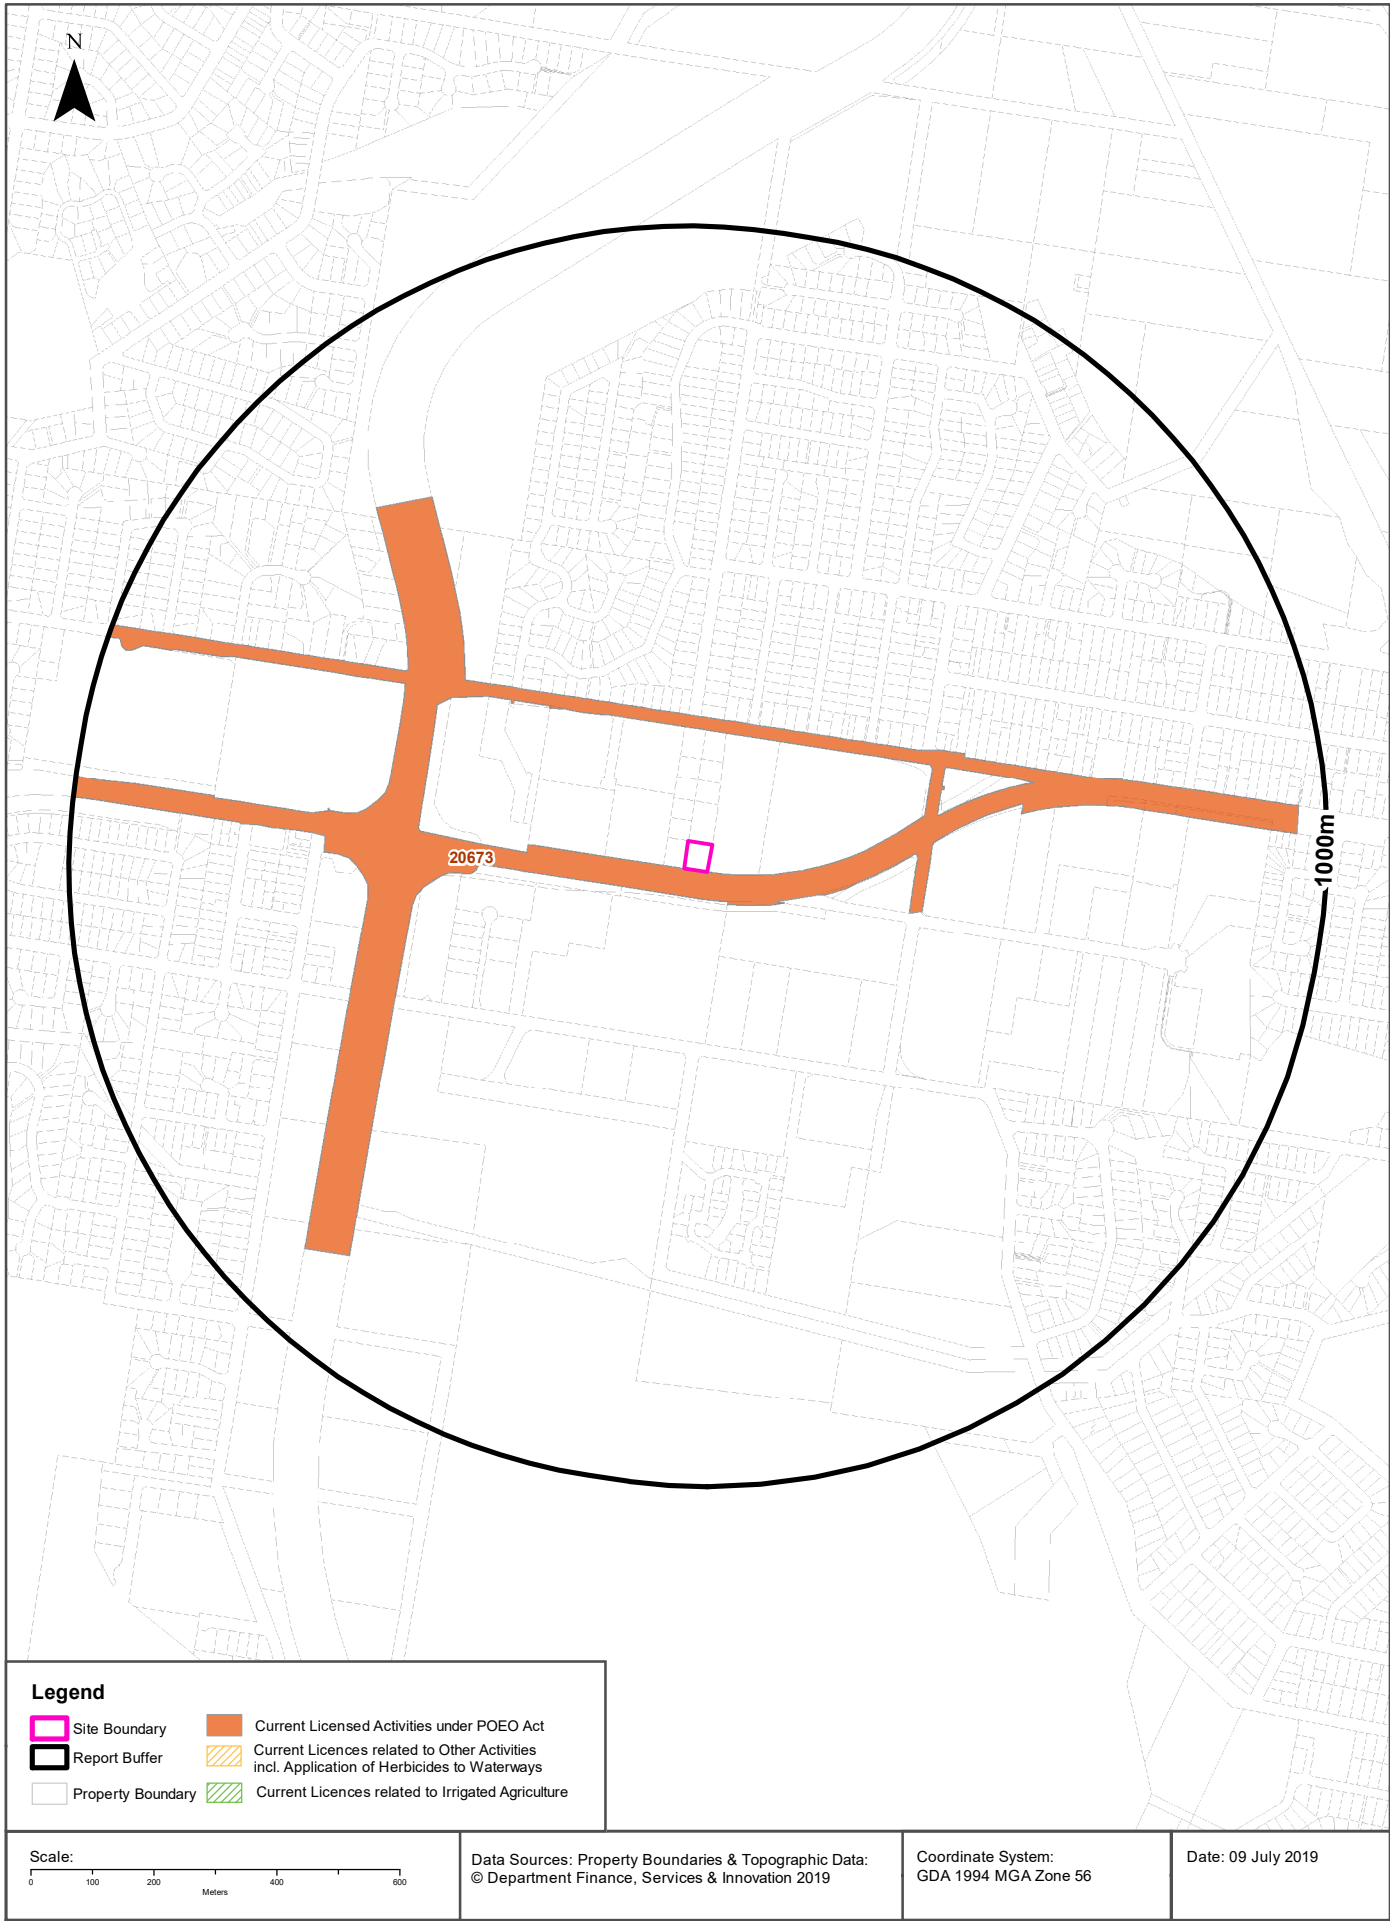 N
20673
1000m
Legend
Site Boundary
Report Buffer
Property Boundary
Current Licensed Activities under POEO Act
Current Licences related to Other Activities
incl. Application of Herbicides to Waterways
Current Licences related to Irrigated Agriculture
Scale:
0 100 200 400 600
Meters
Data Sources: Property Boundaries & Topographic Data:
© Department Finance, Services & Innovation 2019
Coordinate System:
GDA 1994 MGA Zone 56
Date: 09 July 2019